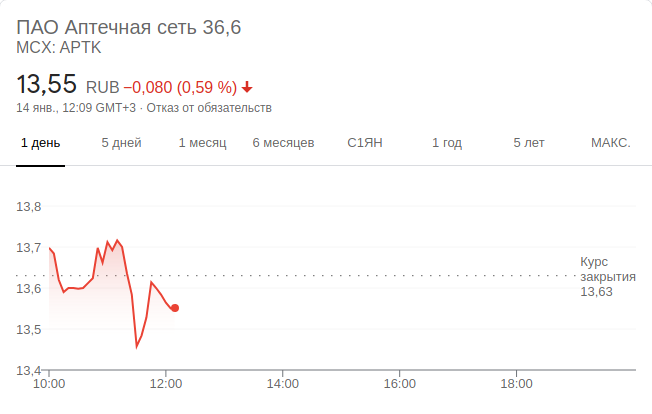 ПАО Аптечная сеть 36,6
MCX: APTK
13,55 RUB −0,080 (0,59 %)
14 янв., 12:09 GMT+3 · Отказ от обязательств
1 день 5 дней 1 месяц 6 месяцев С1ЯН 1 год 5 лет МАКС.
13,8
13,7
13,6
13,5
13,4
Курс
закрытия
13,63
10:00 12:00 14:00 16:00 18:00